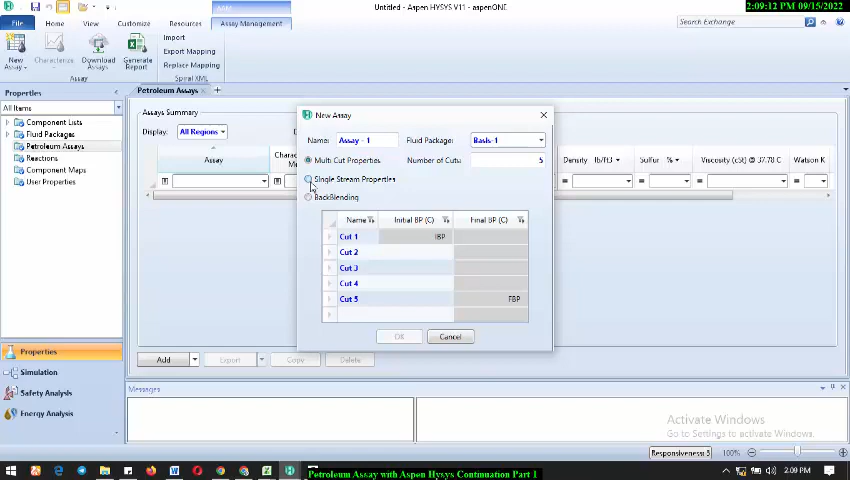 Untitled - Aspen HYSYS V11 - aspenONE
2:09:12 PM 09/15/2022
File Home View Customize Resources Assay Management
Search Exchange
New Assay
Characterize
Download Assays
Generate Report
Import
Export Mapping
Replace Mapping
Assay
Spiral XML
Properties
All Items
Component Lists
Fluid Packages
Petroleum Assays
Reactions
Component Maps
User Properties
Properties
Simulation
Safety Analysis
Energy Analysis
Petroleum Assays
Assays Summary
Display: All Regions
Assay
Density lb/ft3
Sulfur %
Viscosity (cSt) @ 37.78 C
Watson K
New Assay
Name: Assay - 1 Fluid Package: Basis-1
Multi Cut Properties Number of Cuts: 5
Single Stream Properties
BackBlending
Name Initial BP (C) Final BP (C)
Cut 1 IBP
Cut 2
Cut 3
Cut 4
Cut 5 FBP
OK Cancel
Add Export Copy Delete
Messages
Activate Windows
Go to Settings to activate Windows.
Responsiveness: 5 100%
Petroleum Assay with Aspen Hysys Continuation Part 1
2:09 PM